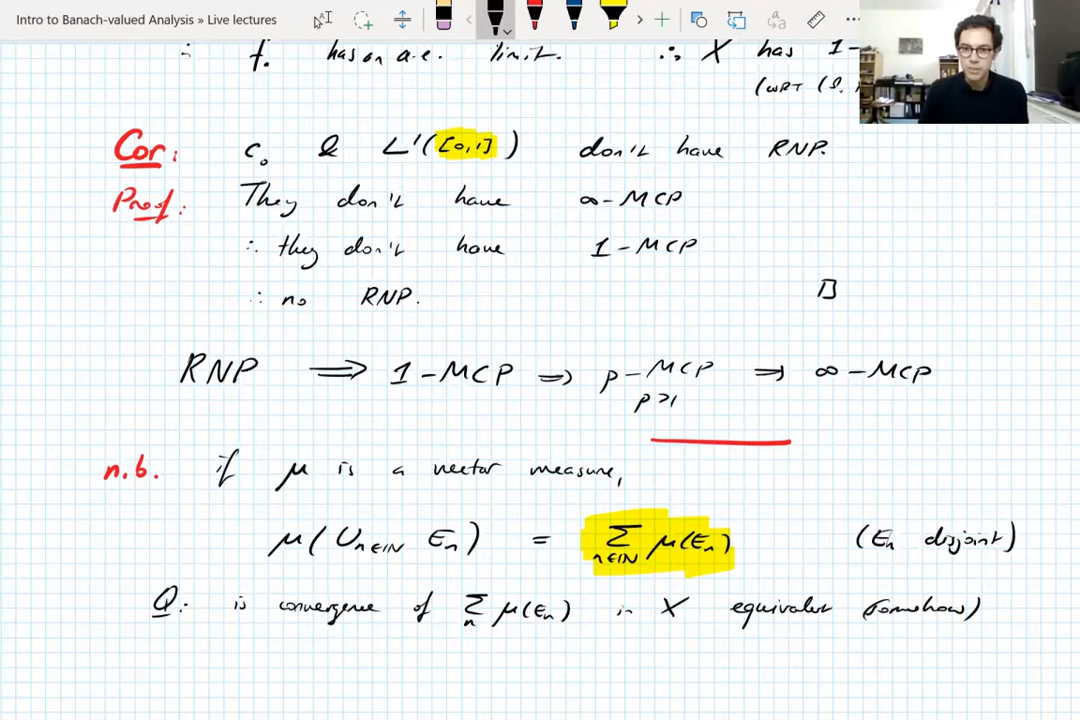 Intro to Banach-valued Analysis » Live lectures
∴ f. has an a.e. limit. ∴ X has 1-
(WRT (Ω,
Cor: c₀ & L'([0,1]) don't have RNP.
Proof: They don't have ∞-MCP
∴ they don't have 1-MCP
∴ no RNP. □
RNP ⟹ 1-MCP ⟹ p-MCP ⟹ ∞-MCP
p>1
n.b. if μ is a vector measure,
μ(∪n∈ℕ En) = Σn∈ℕ μ(En) (En disjoint)
Q: is convergence of Σn μ(En) in X equivalent (somehow)